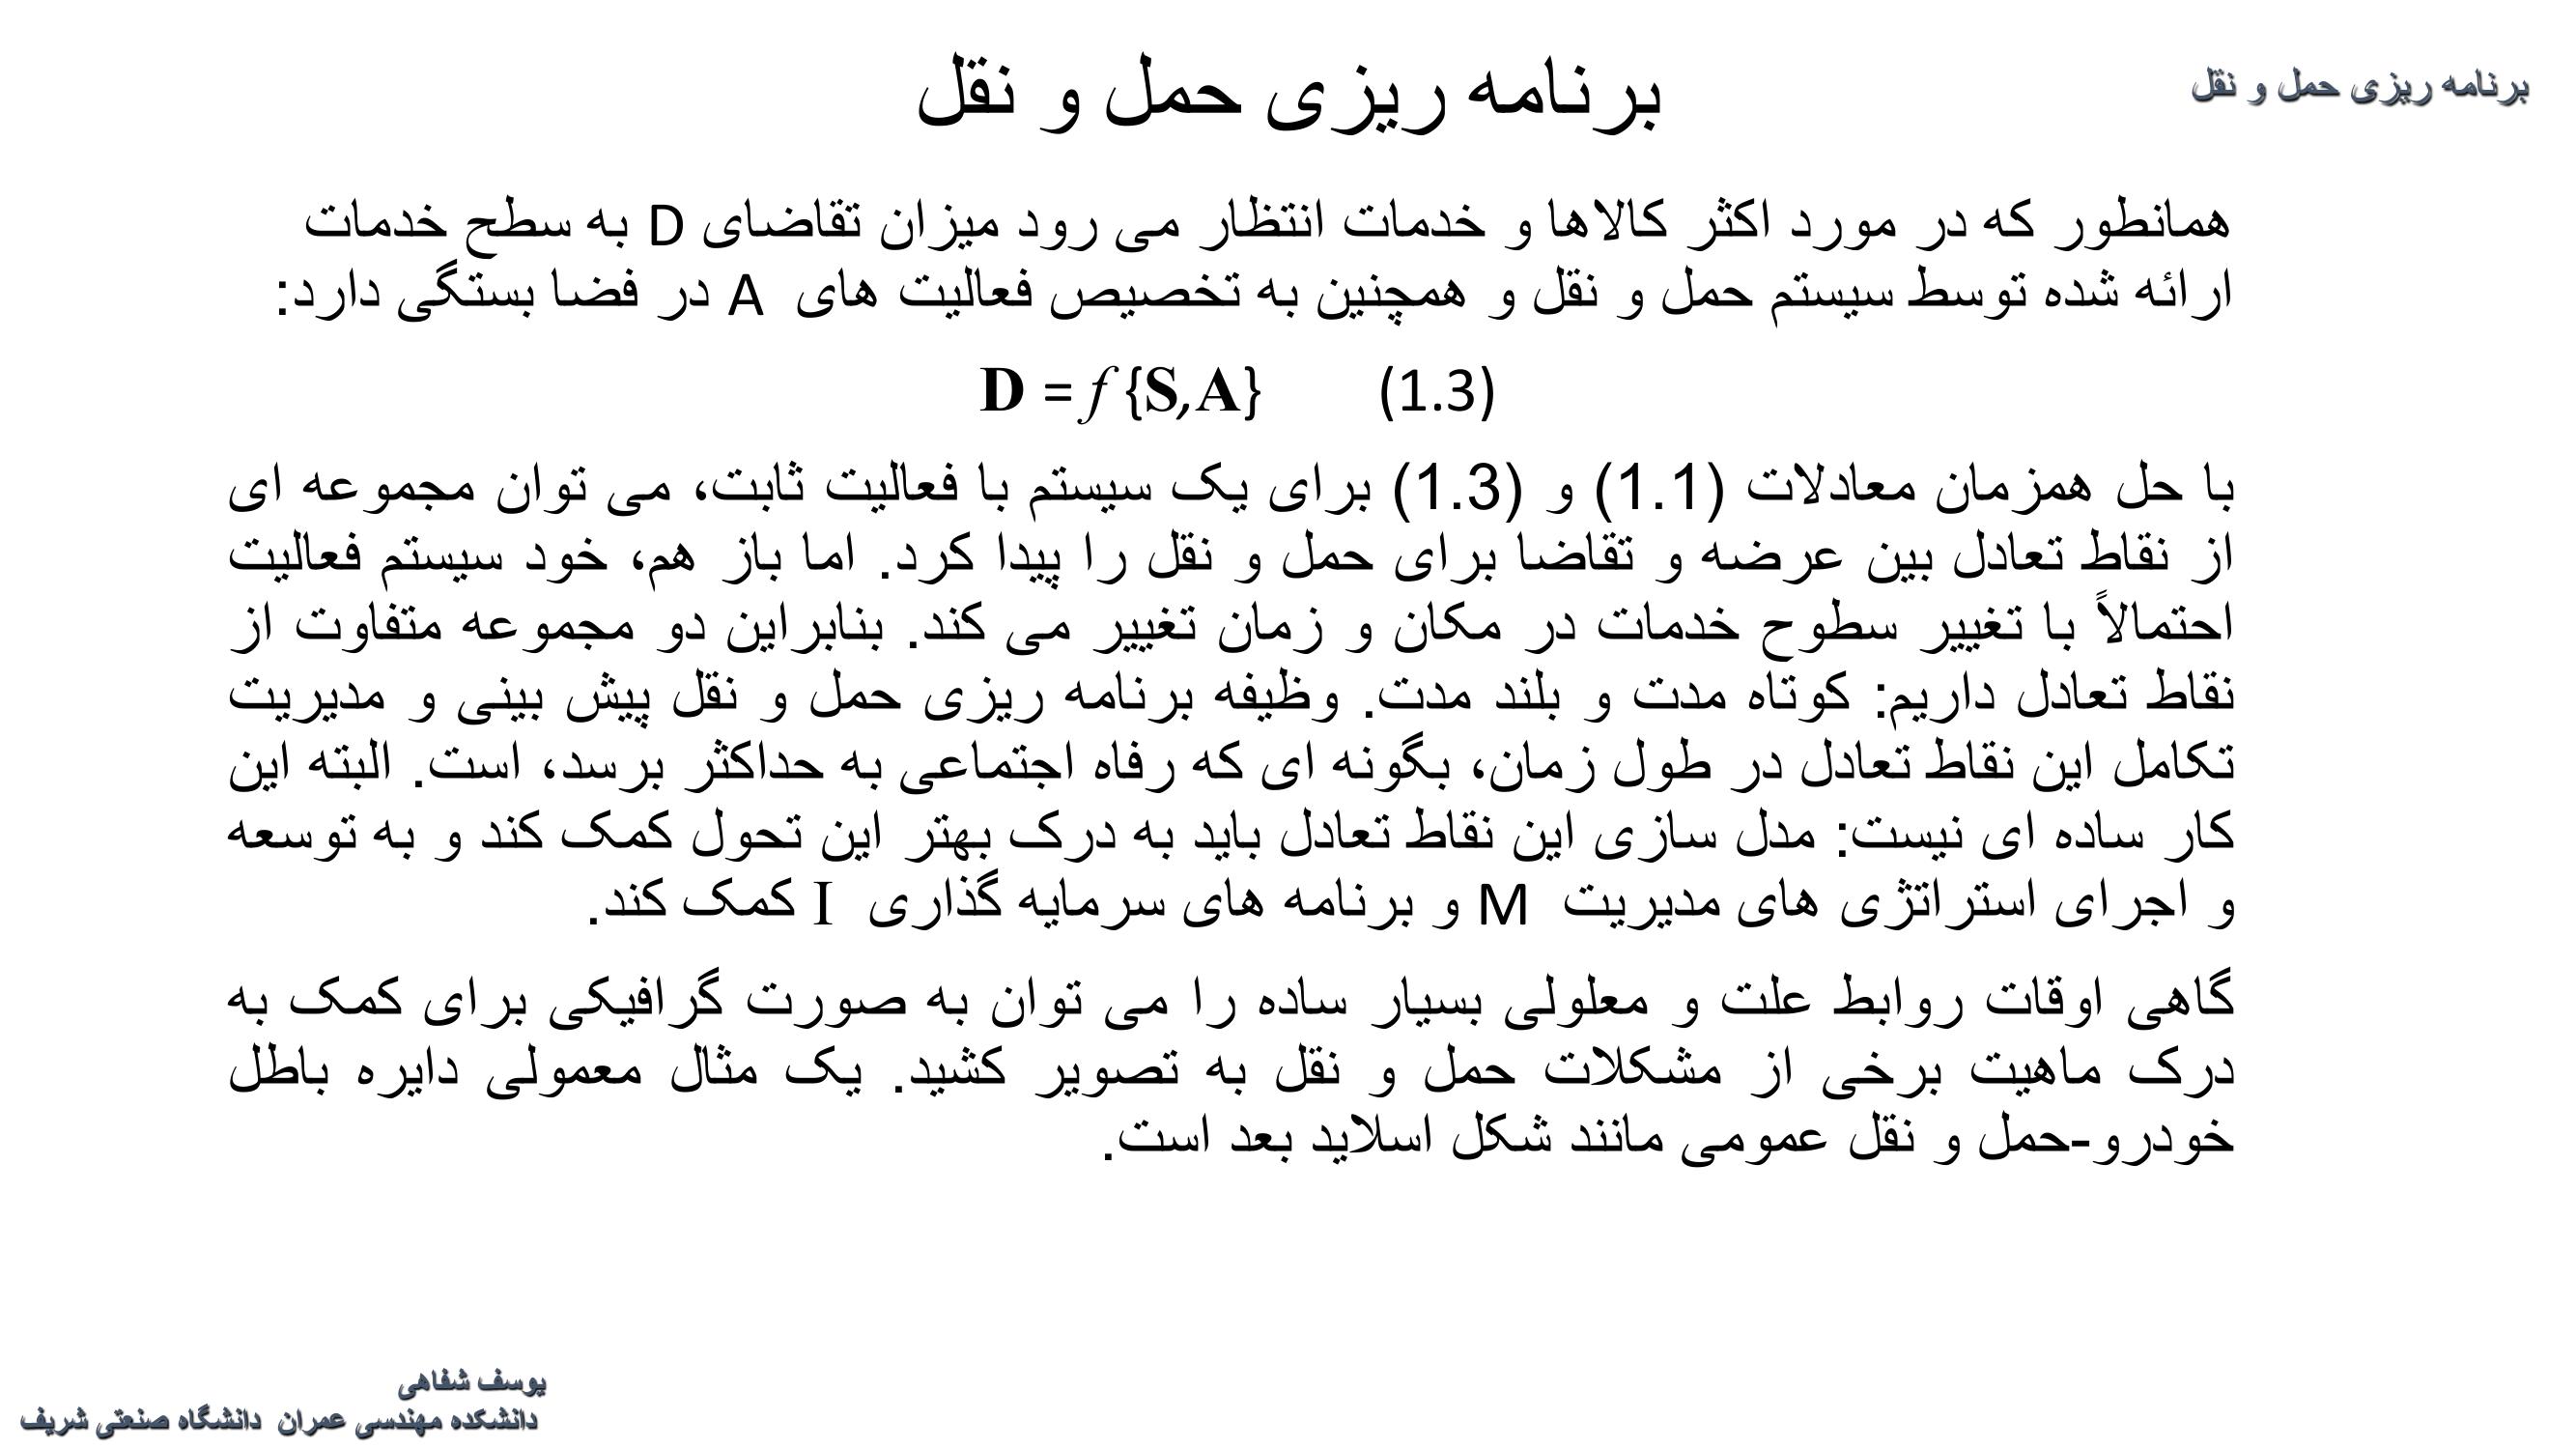 برنامه ریزی حمل و نقل
برنامه ریزی حمل و نقل
همانطور که در مورد اکثر کالاها و خدمات انتظار می رود میزان تقاضای D به سطح خدمات
ارائه شده توسط سیستم حمل و نقل و همچنین به تخصیص فعالیت های A در فضا بستگی دارد:
D = f {S,A} (1.3)
با حل همزمان معادلات (1.1) و (1.3) برای یک سیستم با فعالیت ثابت، می توان مجموعه ای
از نقاط تعادل بین عرضه و تقاضا برای حمل و نقل را پیدا کرد. اما باز هم، خود سیستم فعالیت
احتمالاً با تغییر سطوح خدمات در مکان و زمان تغییر می کند. بنابراین دو مجموعه متفاوت از
نقاط تعادل داریم: کوتاه مدت و بلند مدت. وظیفه برنامه ریزی حمل و نقل پیش بینی و مدیریت
تکامل این نقاط تعادل در طول زمان، بگونه ای که رفاه اجتماعی به حداکثر برسد، است. البته این
کار ساده ای نیست: مدل سازی این نقاط تعادل باید به درک بهتر این تحول کمک کند و به توسعه
و اجرای استراتژی های مدیریت M و برنامه های سرمایه گذاری I کمک کند.
گاهی اوقات روابط علت و معلولی بسیار ساده را می توان به صورت گرافیکی برای کمک به
درک ماهیت برخی از مشکلات حمل و نقل به تصویر کشید. یک مثال معمولی دایره باطل
خودرو-حمل و نقل عمومی مانند شکل اسلاید بعد است.
یوسف شفاهی
دانشکده مهندسی عمران دانشگاه صنعتی شریف